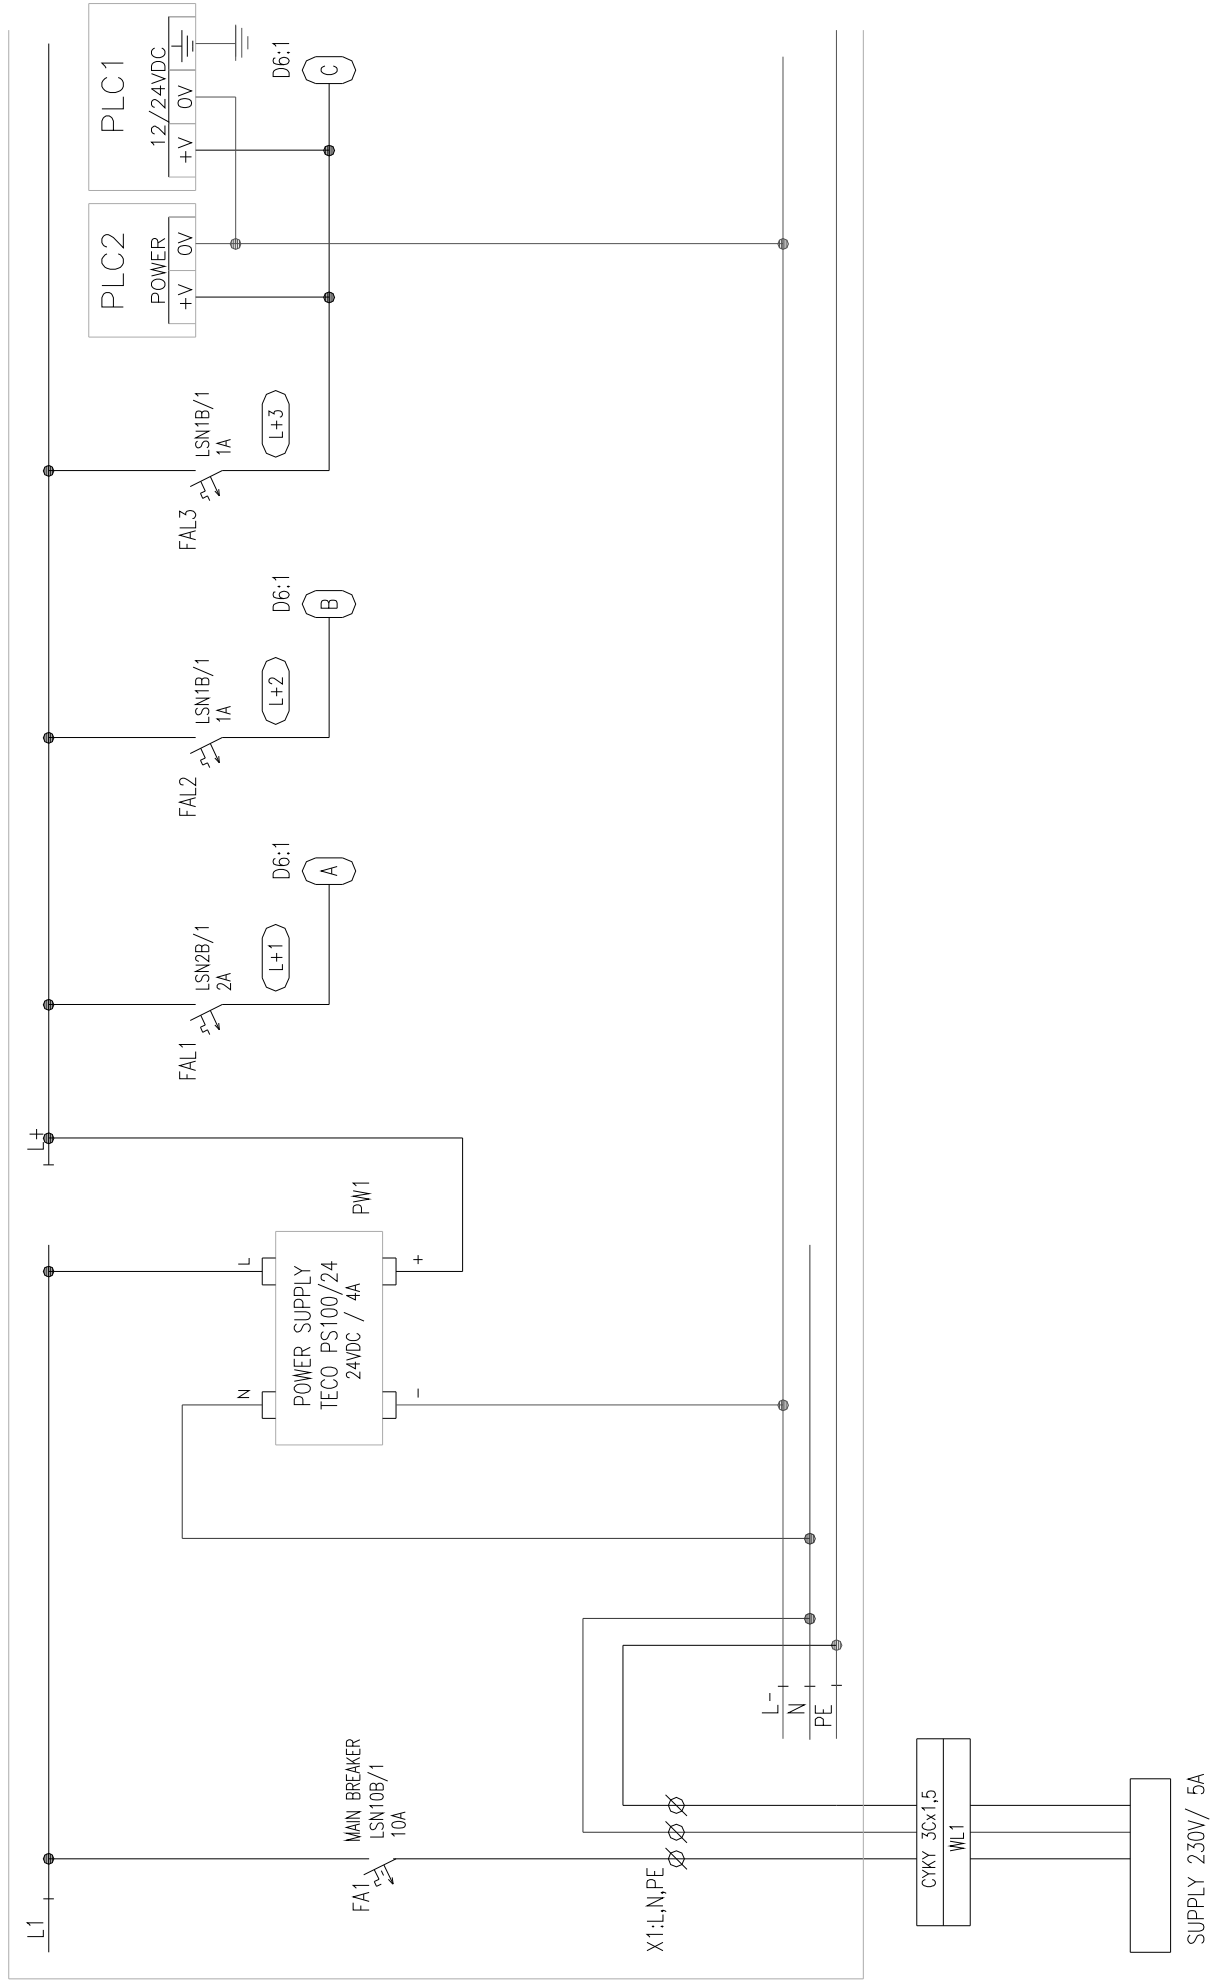 L1
FA1
MAIN BREAKER
LSN10B/1
10A
X1:L,N,PE
CYKY 3Cx1,5
WL1
SUPPLY 230V/ 5A
L-
N
PE
N
L
POWER SUPPLY
TECO PS100/24
24VDC / 4A
-
+
PW1
L+
FAL1
LSN2B/1
2A
L+1
D6:1
A
FAL2
LSN1B/1
1A
L+2
D6:1
B
FAL3
LSN1B/1
1A
L+3
PLC2
POWER
+V 0V
PLC1
12/24VDC
+V 0V
D6:1
C